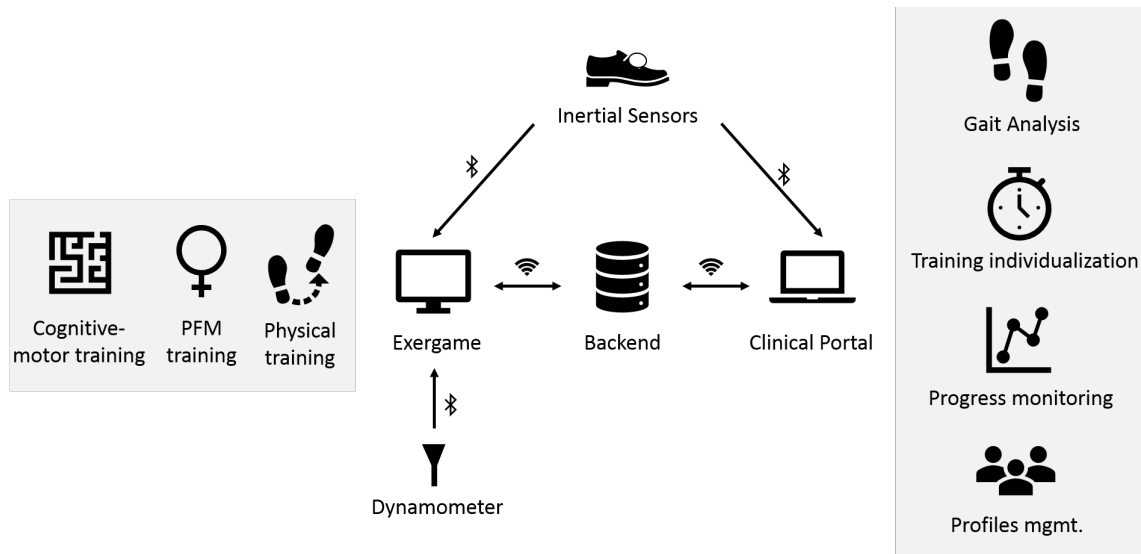 Inertial Sensors
Cognitive-
motor training
PFM
training
Physical
training
Exergame
Backend
Clinical Portal
Dynamometer
Gait Analysis
Training individualization
Progress monitoring
Profiles mgmt.